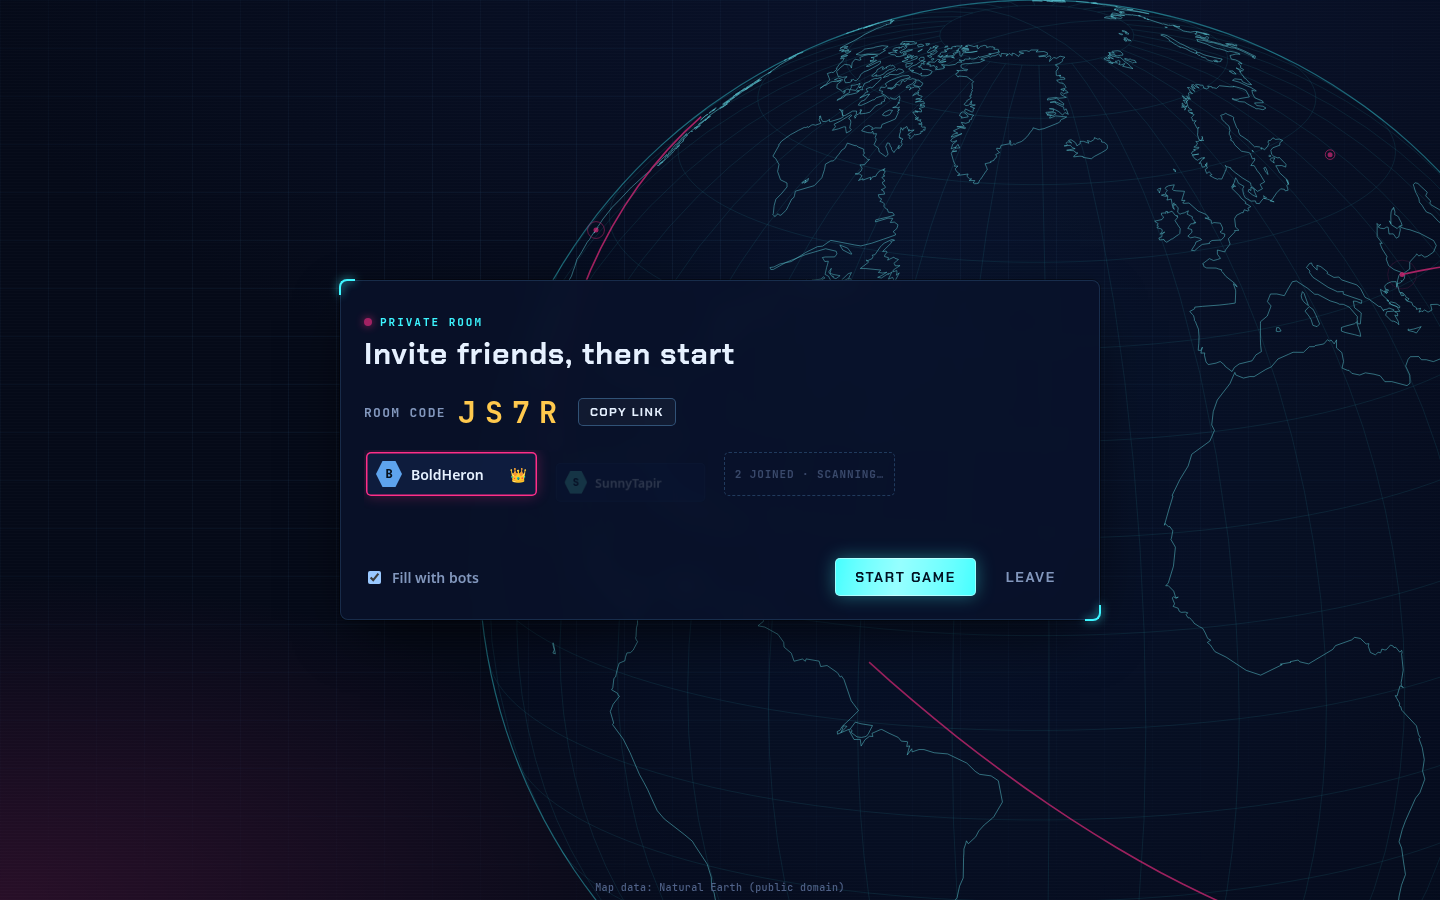 PRIVATE ROOM
Invite friends, then start
ROOM CODE JS7R COPY LINK
B BoldHeron 👑 S SunnyTapir 2 JOINED · SCANNING…
Fill with bots START GAME LEAVE
Map data: Natural Earth (public domain)